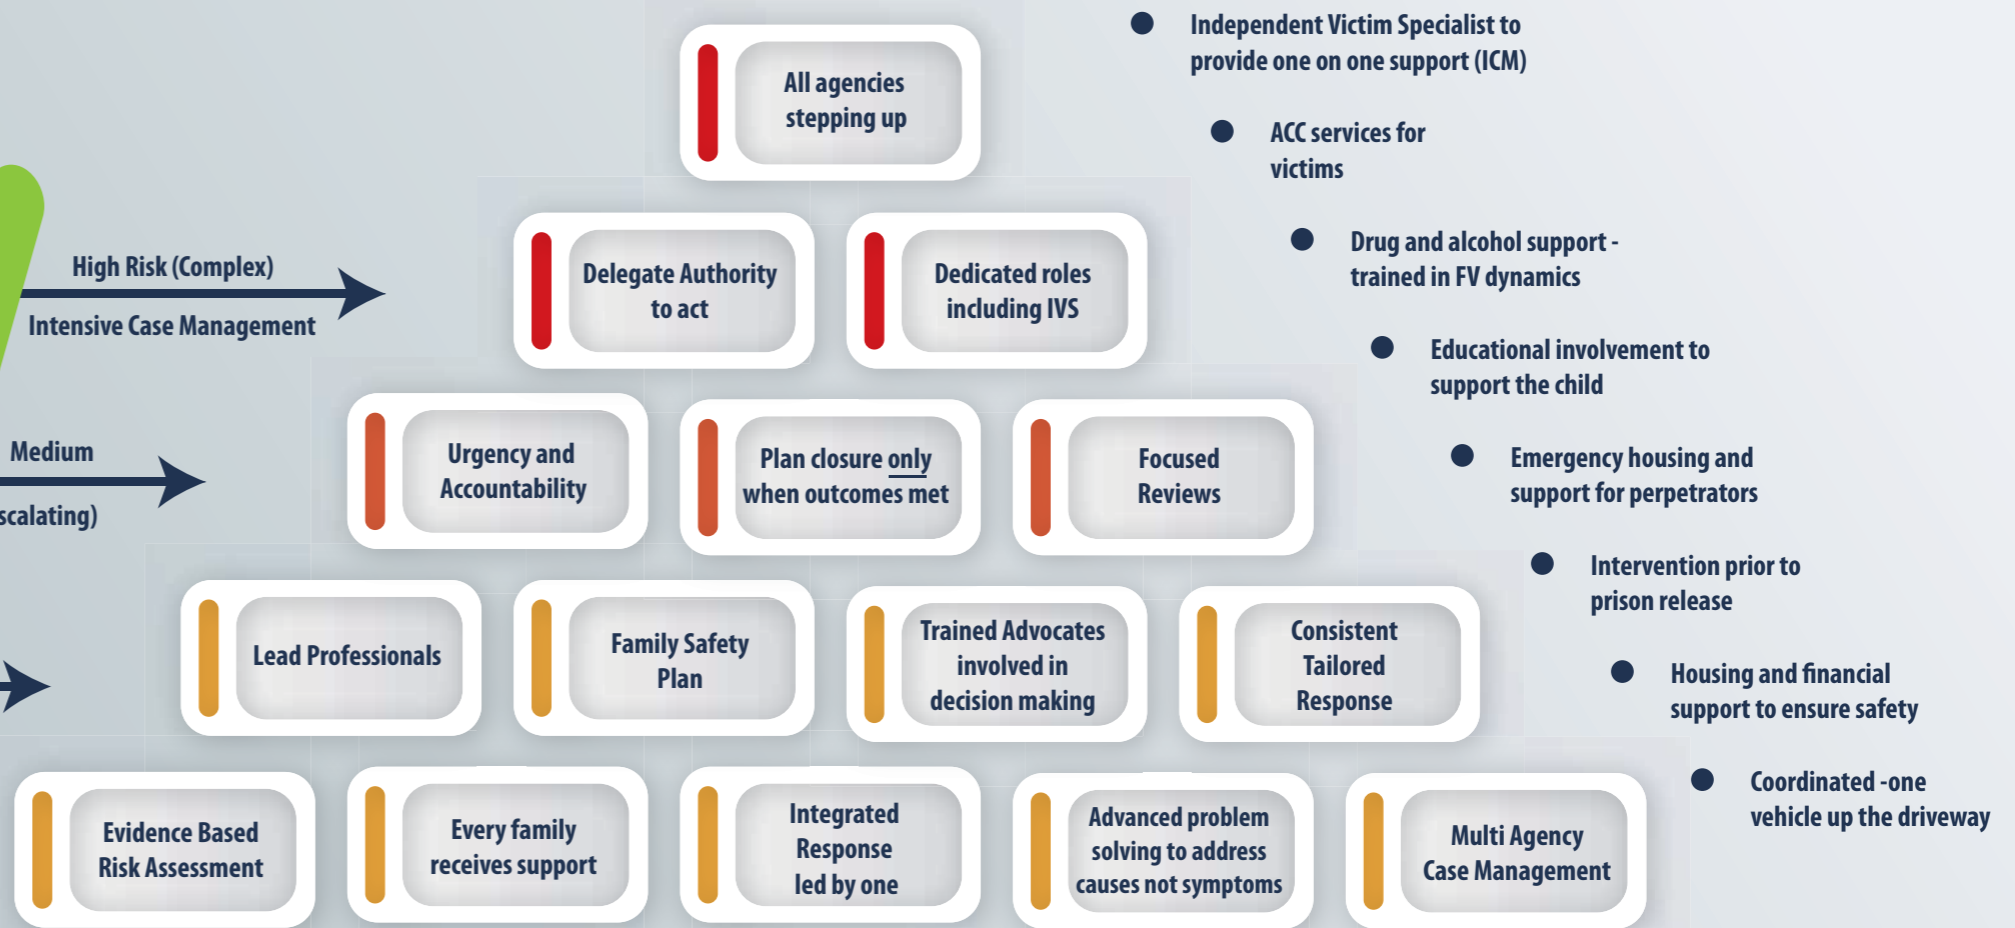 All agencies
stepping up
High Risk (Complex)
Intensive Case Management
Delegate Authority
to act
Dedicated roles
including IVS
Medium
scalating)
Urgency and
Accountability
Plan closure only
when outcomes met
Focused
Reviews
Lead Professionals
Family Safety
Plan
Trained Advocates
involved in
decision making
Consistent
Tailored
Response
Evidence Based
Risk Assessment
Every family
receives support
Integrated
Response
led by one
Advanced problem
solving to address
causes not symptoms
Multi Agency
Case Management
Independent Victim Specialist to
provide one on one support (ICM)
ACC services for
victims
Drug and alcohol support -
trained in FV dynamics
Educational involvement to
support the child
Emergency housing and
support for perpetrators
Intervention prior to
prison release
Housing and financial
support to ensure safety
Coordinated -one
vehicle up the driveway